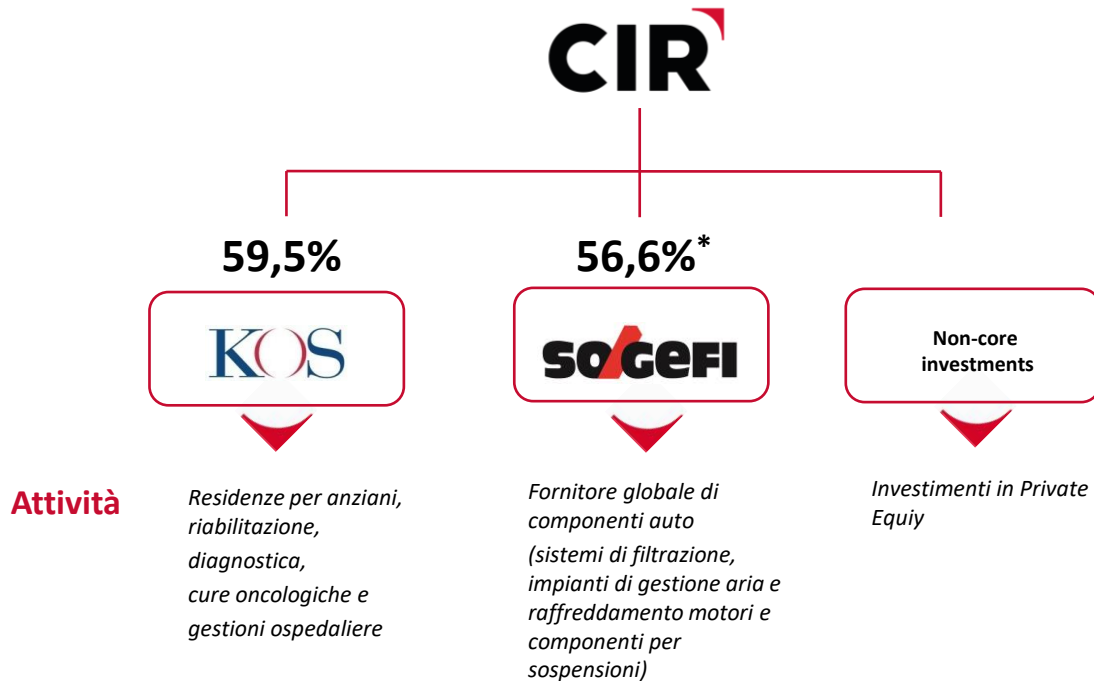 CIR
59,5%
56,6%*
KOS
SOGEFI
Non-core
investments
Attività
Residenze per anziani,
riabilitazione,
diagnostica,
cure oncologiche e
gestioni ospedaliere
Fornitore globale di
componenti auto
(sistemi di filtrazione,
impianti di gestione aria e
raffreddamento motori e
componenti per
sospensioni)
Investimenti in Private
Equiy